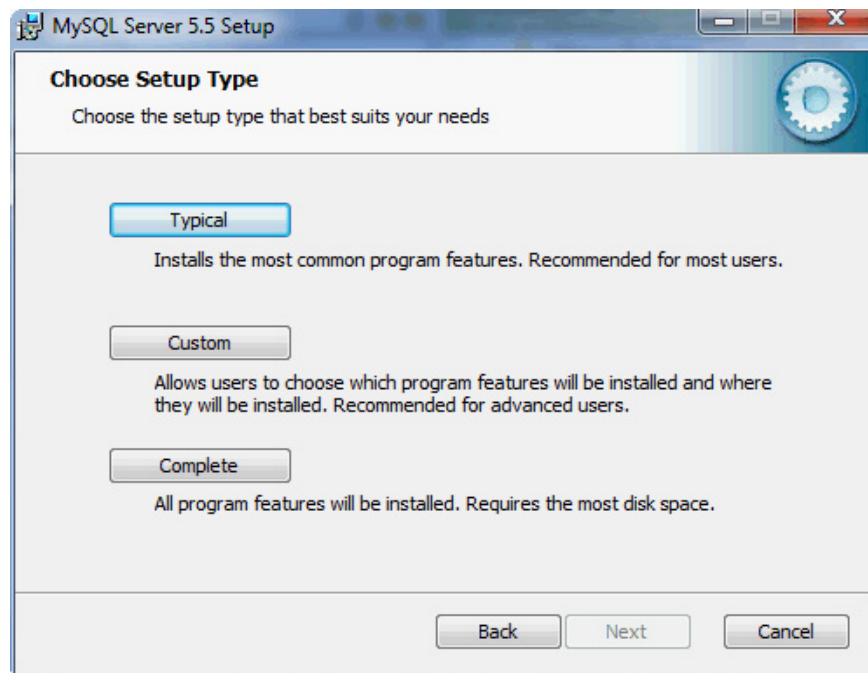 MySQL Server 5.5 Setup
Choose Setup Type
Choose the setup type that best suits your needs
Typical
Installs the most common program features. Recommended for most users.
Custom
Allows users to choose which program features will be installed and where
they will be installed. Recommended for advanced users.
Complete
All program features will be installed. Requires the most disk space.
Back Next Cancel